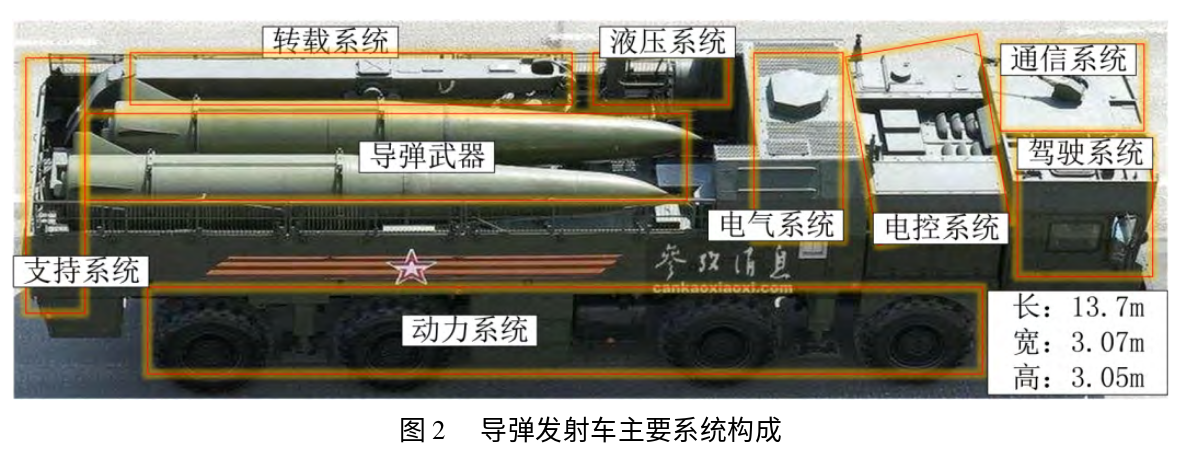 转载系统
液压系统
通信系统
导弹武器
驾驶系统
电气系统
电控系统
支持系统
参考消息
cankaoxiaoxi.com
动力系统
长：13.7m
宽：3.07m
高：3.05m
图 2 导弹发射车主要系统构成